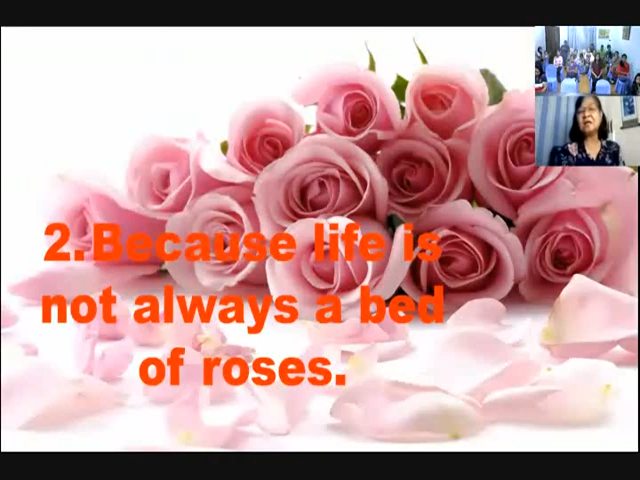 2.Because life is
not always a bed
of roses.